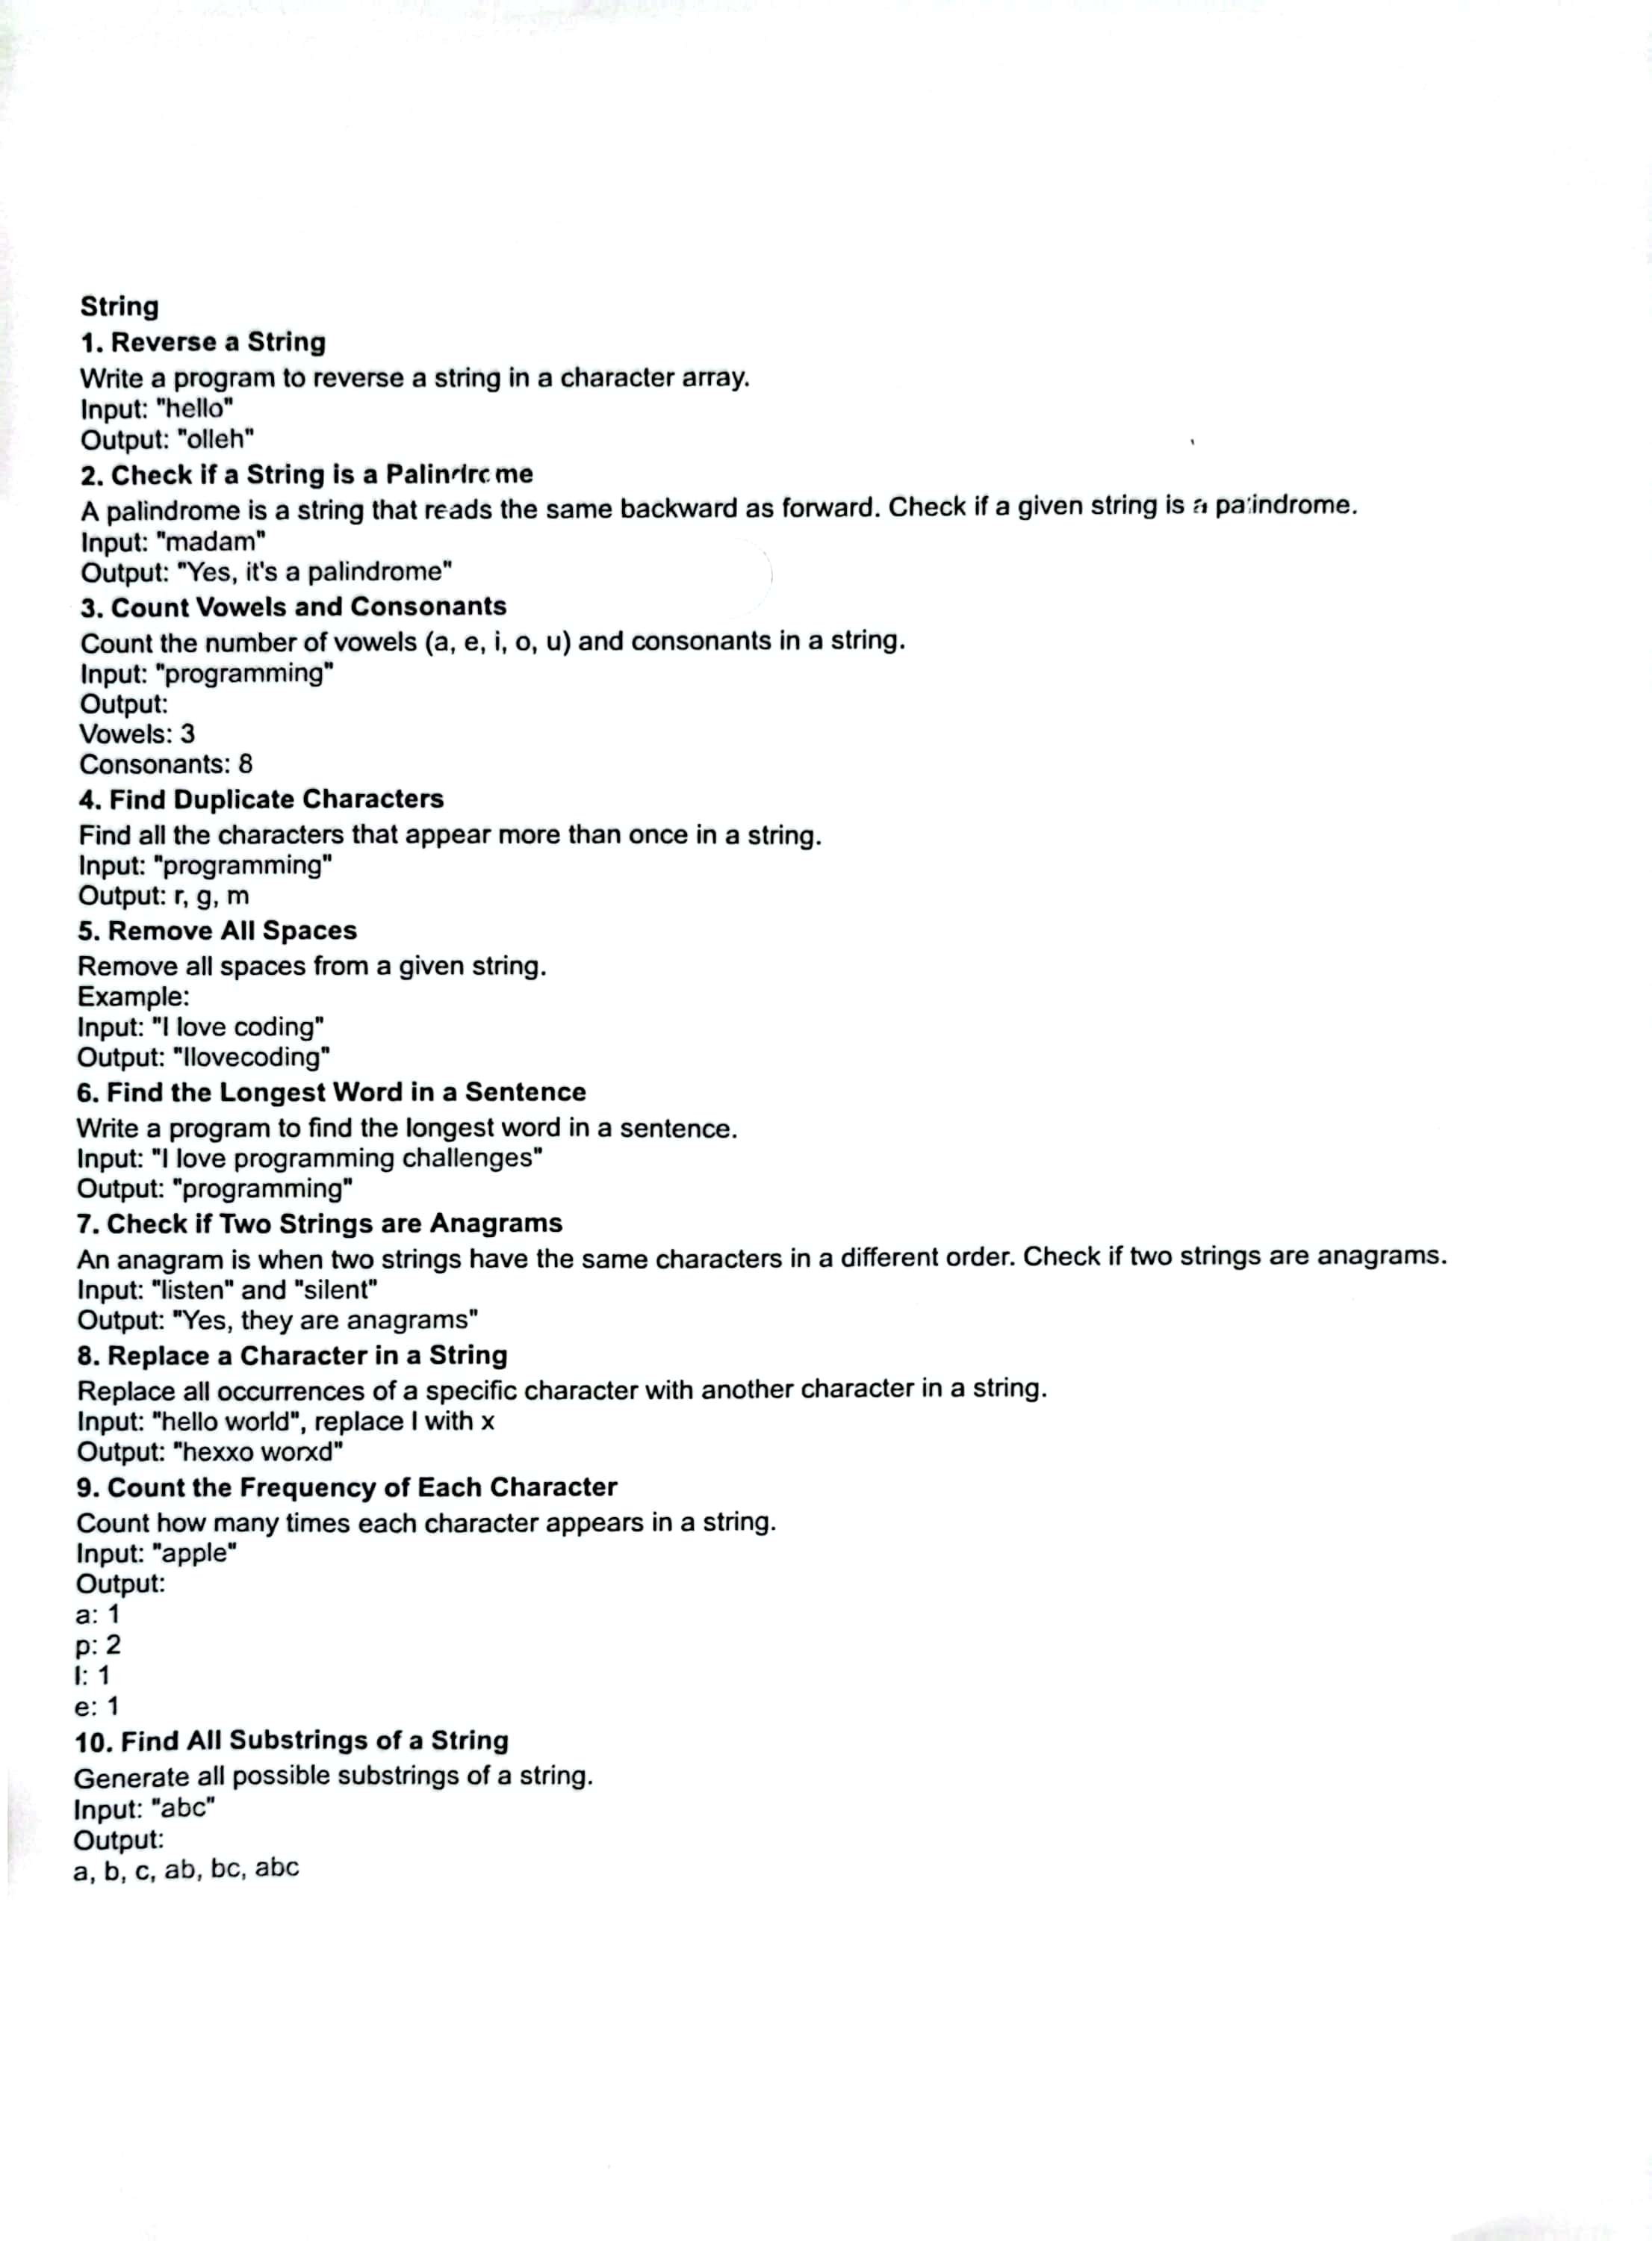 String
1. Reverse a String
Write a program to reverse a string in a character array.
Input: "hello"
Output: "olleh"
2. Check if a String is a Palindrome
A palindrome is a string that reads the same backward as forward. Check if a given string is a palindrome.
Input: "madam"
Output: "Yes, it's a palindrome"
3. Count Vowels and Consonants
Count the number of vowels (a, e, i, o, u) and consonants in a string.
Input: "programming"
Output:
Vowels: 3
Consonants: 8
4. Find Duplicate Characters
Find all the characters that appear more than once in a string.
Input: "programming"
Output: r, g, m
5. Remove All Spaces
Remove all spaces from a given string.
Example:
Input: "I love coding"
Output: "Ilovecoding"
6. Find the Longest Word in a Sentence
Write a program to find the longest word in a sentence.
Input: "I love programming challenges"
Output: "programming"
7. Check if Two Strings are Anagrams
An anagram is when two strings have the same characters in a different order. Check if two strings are anagrams.
Input: "listen" and "silent"
Output: "Yes, they are anagrams"
8. Replace a Character in a String
Replace all occurrences of a specific character with another character in a string.
Input: "hello world", replace l with x
Output: "hexxo worxd"
9. Count the Frequency of Each Character
Count how many times each character appears in a string.
Input: "apple"
Output:
a: 1
p: 2
l: 1
e: 1
10. Find All Substrings of a String
Generate all possible substrings of a string.
Input: "abc"
Output:
a, b, c, ab, bc, abc